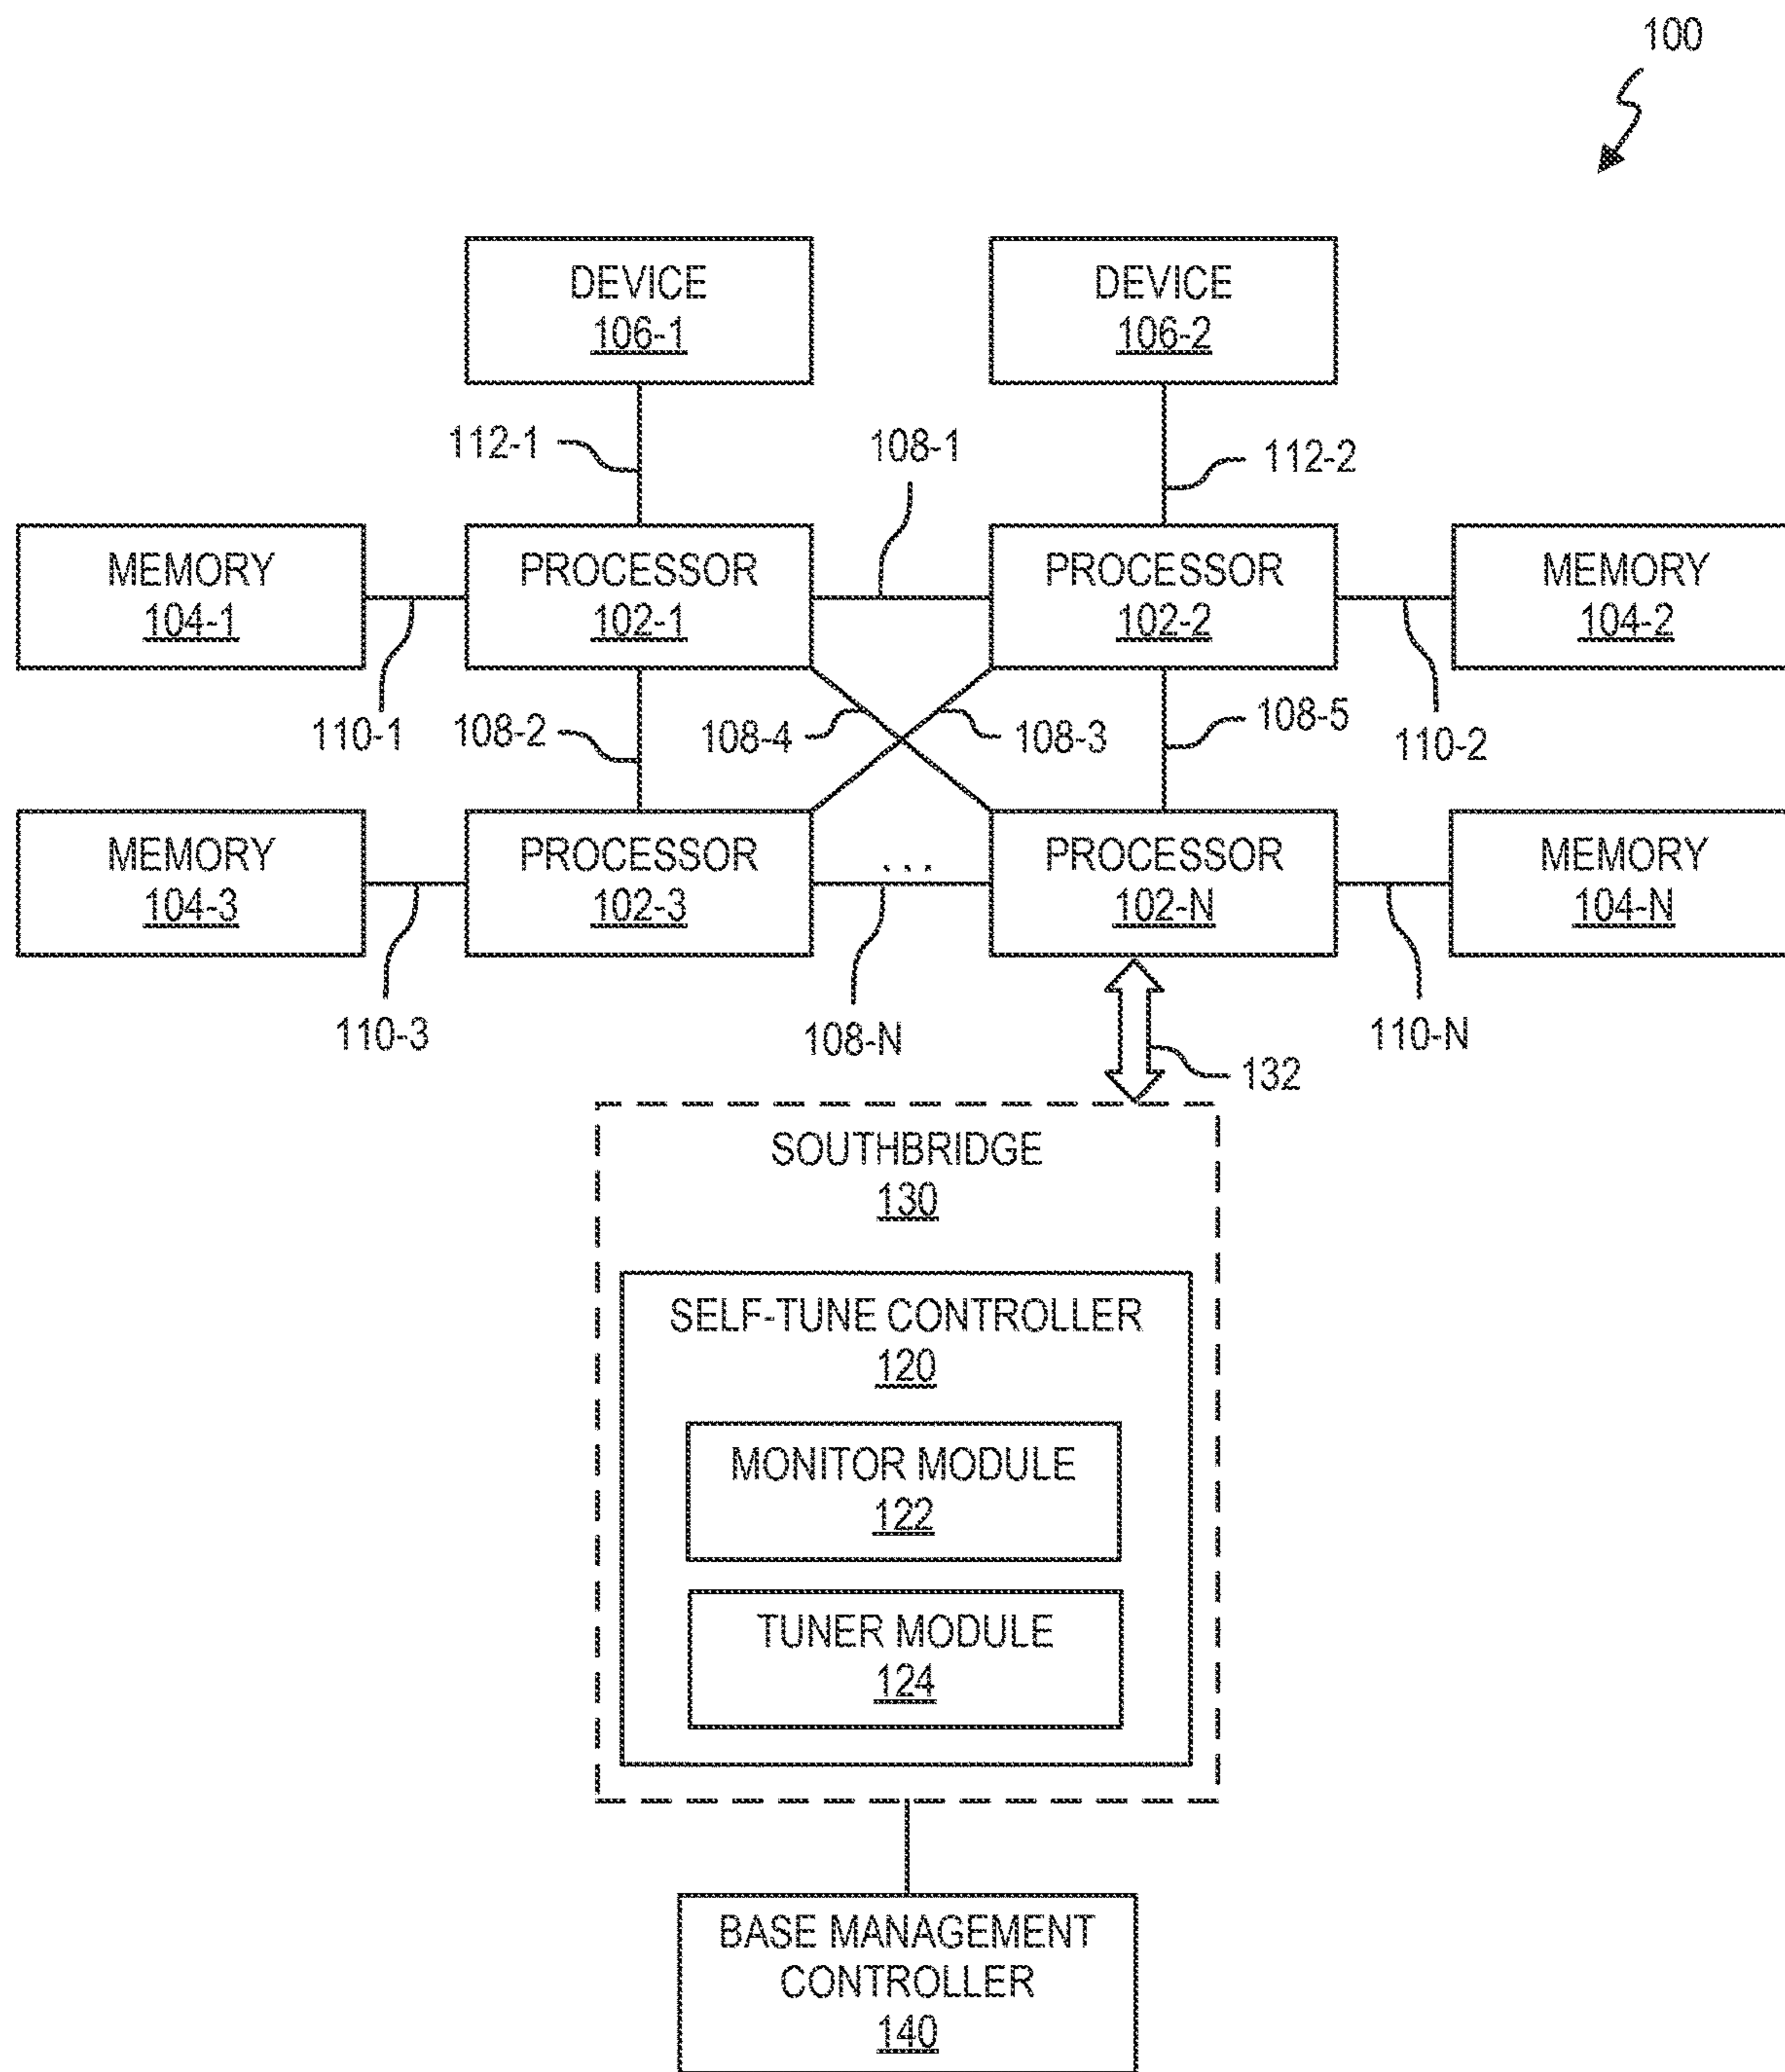 100
DEVICE
106-1
DEVICE
106-2
112-1
108-1
112-2
MEMORY
104-1
PROCESSOR
102-1
PROCESSOR
102-2
MEMORY
104-2
110-1
108-2
108-4
108-3
108-5
110-2
MEMORY
104-3
PROCESSOR
102-3
...
PROCESSOR
102-N
MEMORY
104-N
110-3
108-N
132
110-N
SOUTHBRIDGE
130
SELF-TUNE CONTROLLER
120
MONITOR MODULE
122
TUNER MODULE
124
BASE MANAGEMENT
CONTROLLER
140